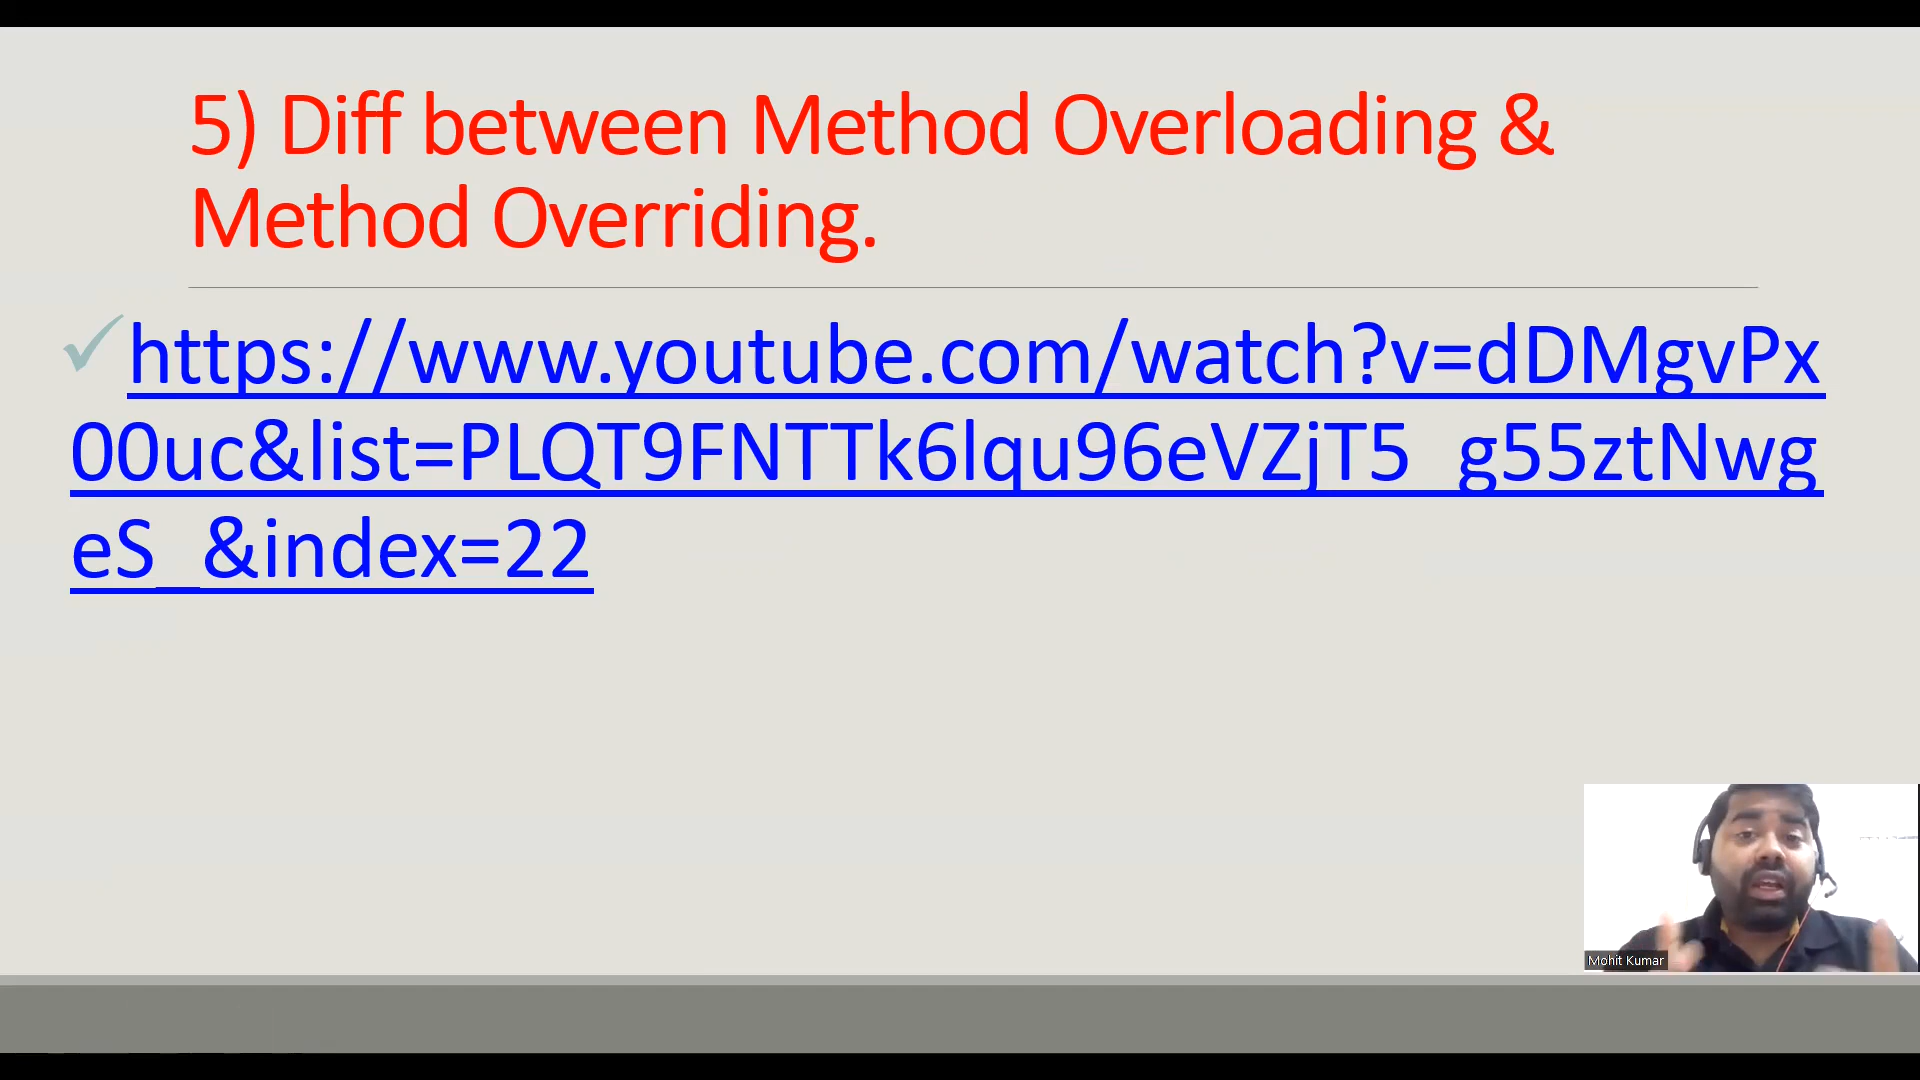 5) Diff between Method Overloading &
Method Overriding.
https://www.youtube.com/watch?v=dDMgvPx
00uc&list=PLQT9FNTTk6lqu96eVZjT5_g55ztNwg
eS_&index=22
Mohit Kumar